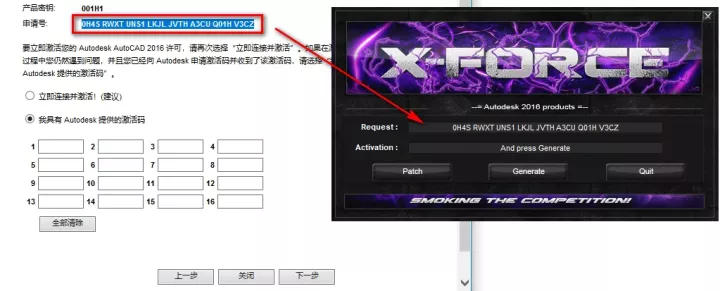 产品密钥: 001H1
申请号: 0H4S RWXT UNS1 LKJL JVTH A3CU Q01H V3CZ
要立即激活您的 Autodesk AutoCAD 2016 许可，请再次选择“立即连接并激活”。如果在激
过程中您仍然遇到问题，并且您已经向 Autodesk 申请激活码并收到了该激活码，请选择“
Autodesk 提供的激活码”。
立即连接并激活! (建议)
我具有 Autodesk 提供的激活码
1 2 3 4
5 6 7 8
9 10 11 12
13 14 15 16
全部清除
上一步 关闭 下一步
X-FORCE
--= Autodesk 2016 products =--
Request : 0H4S RWXT UNS1 LKJL JVTH A3CU Q01H V3CZ
Activation : And press Generate
Patch Generate Quit
SMOKING THE COMPETITION!